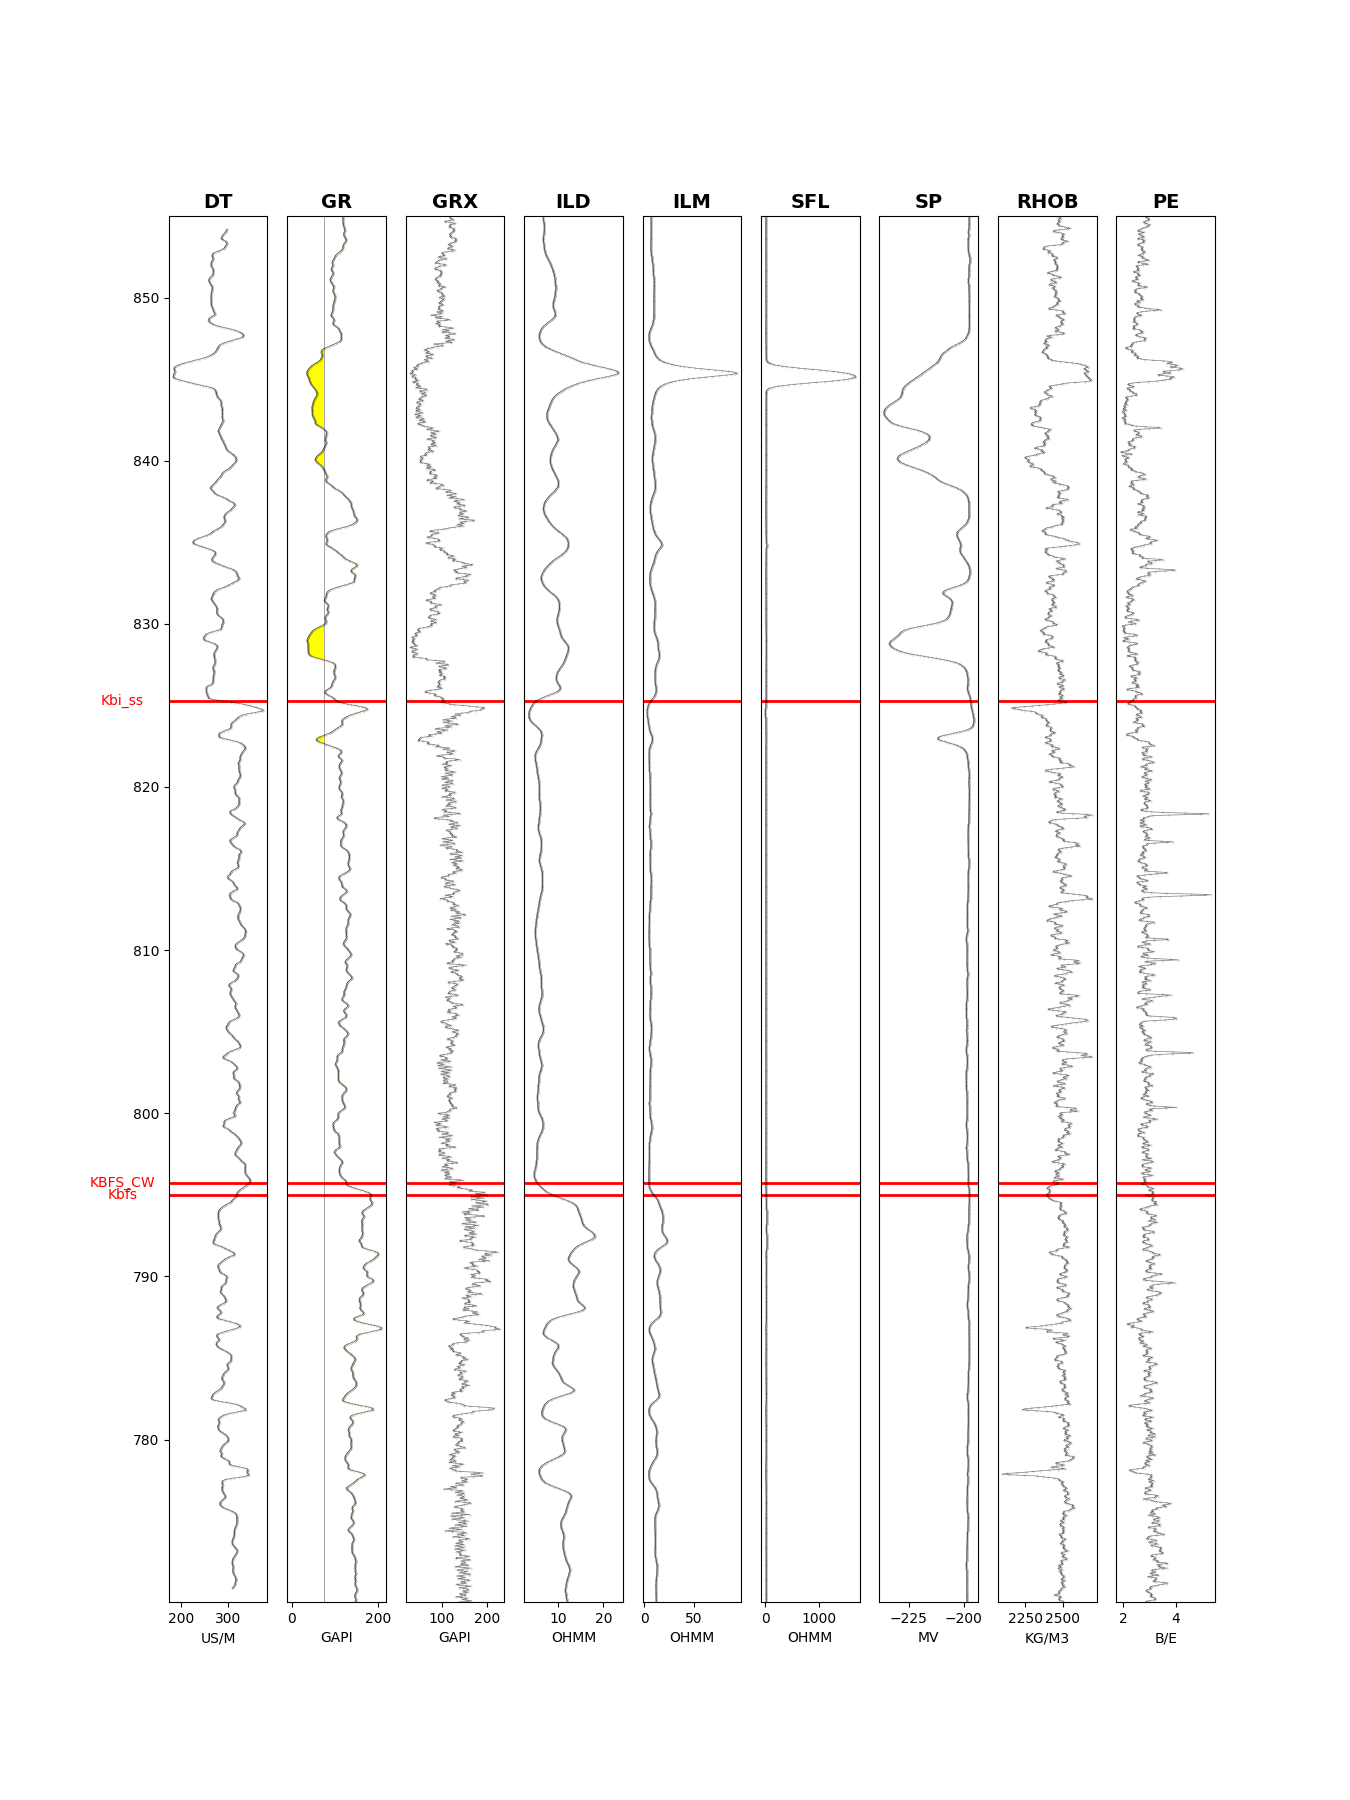 DT GR GRX ILD ILM SFL SP RHOB PE
850
840
830
Kbi_ss
820
810
800
KBFS_CW
Kbfs
790
780
200 300 0 200 100 200 10 20 0 50 0 1000 −225 −200 2250 2500 2 4
US/M GAPI GAPI OHMM OHMM OHMM MV KG/M3 B/E